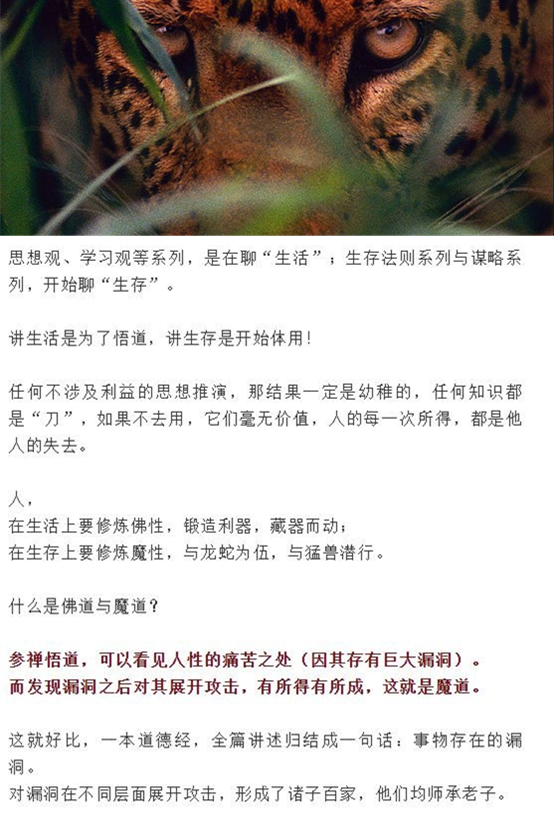 思想观、学习观等系列，是在聊“生活”；生存法则系列与谋略系
列，开始聊“生存”。
讲生活是为了悟道，讲生存是开始体用！
任何不涉及利益的思想推演，那结果一定是幼稚的，任何知识都
是“刀”，如果不去用，它们毫无价值，人的每一次所得，都是他
人的失去。
人，
在生活上要修炼佛性，锻造利器，藏器而动；
在生存上要修炼魔性，与龙蛇为伍，与猛兽潜行。
什么是佛道与魔道？
参禅悟道，可以看见人性的痛苦之处（因其存有巨大漏洞）。
而发现漏洞之后对其展开攻击，有所得有所成，这就是魔道。
这就好比，一本道德经，全篇讲述归结成一句话：事物存在的漏
洞。
对漏洞在不同层面展开攻击，形成了诸子百家，他们均师承老子。